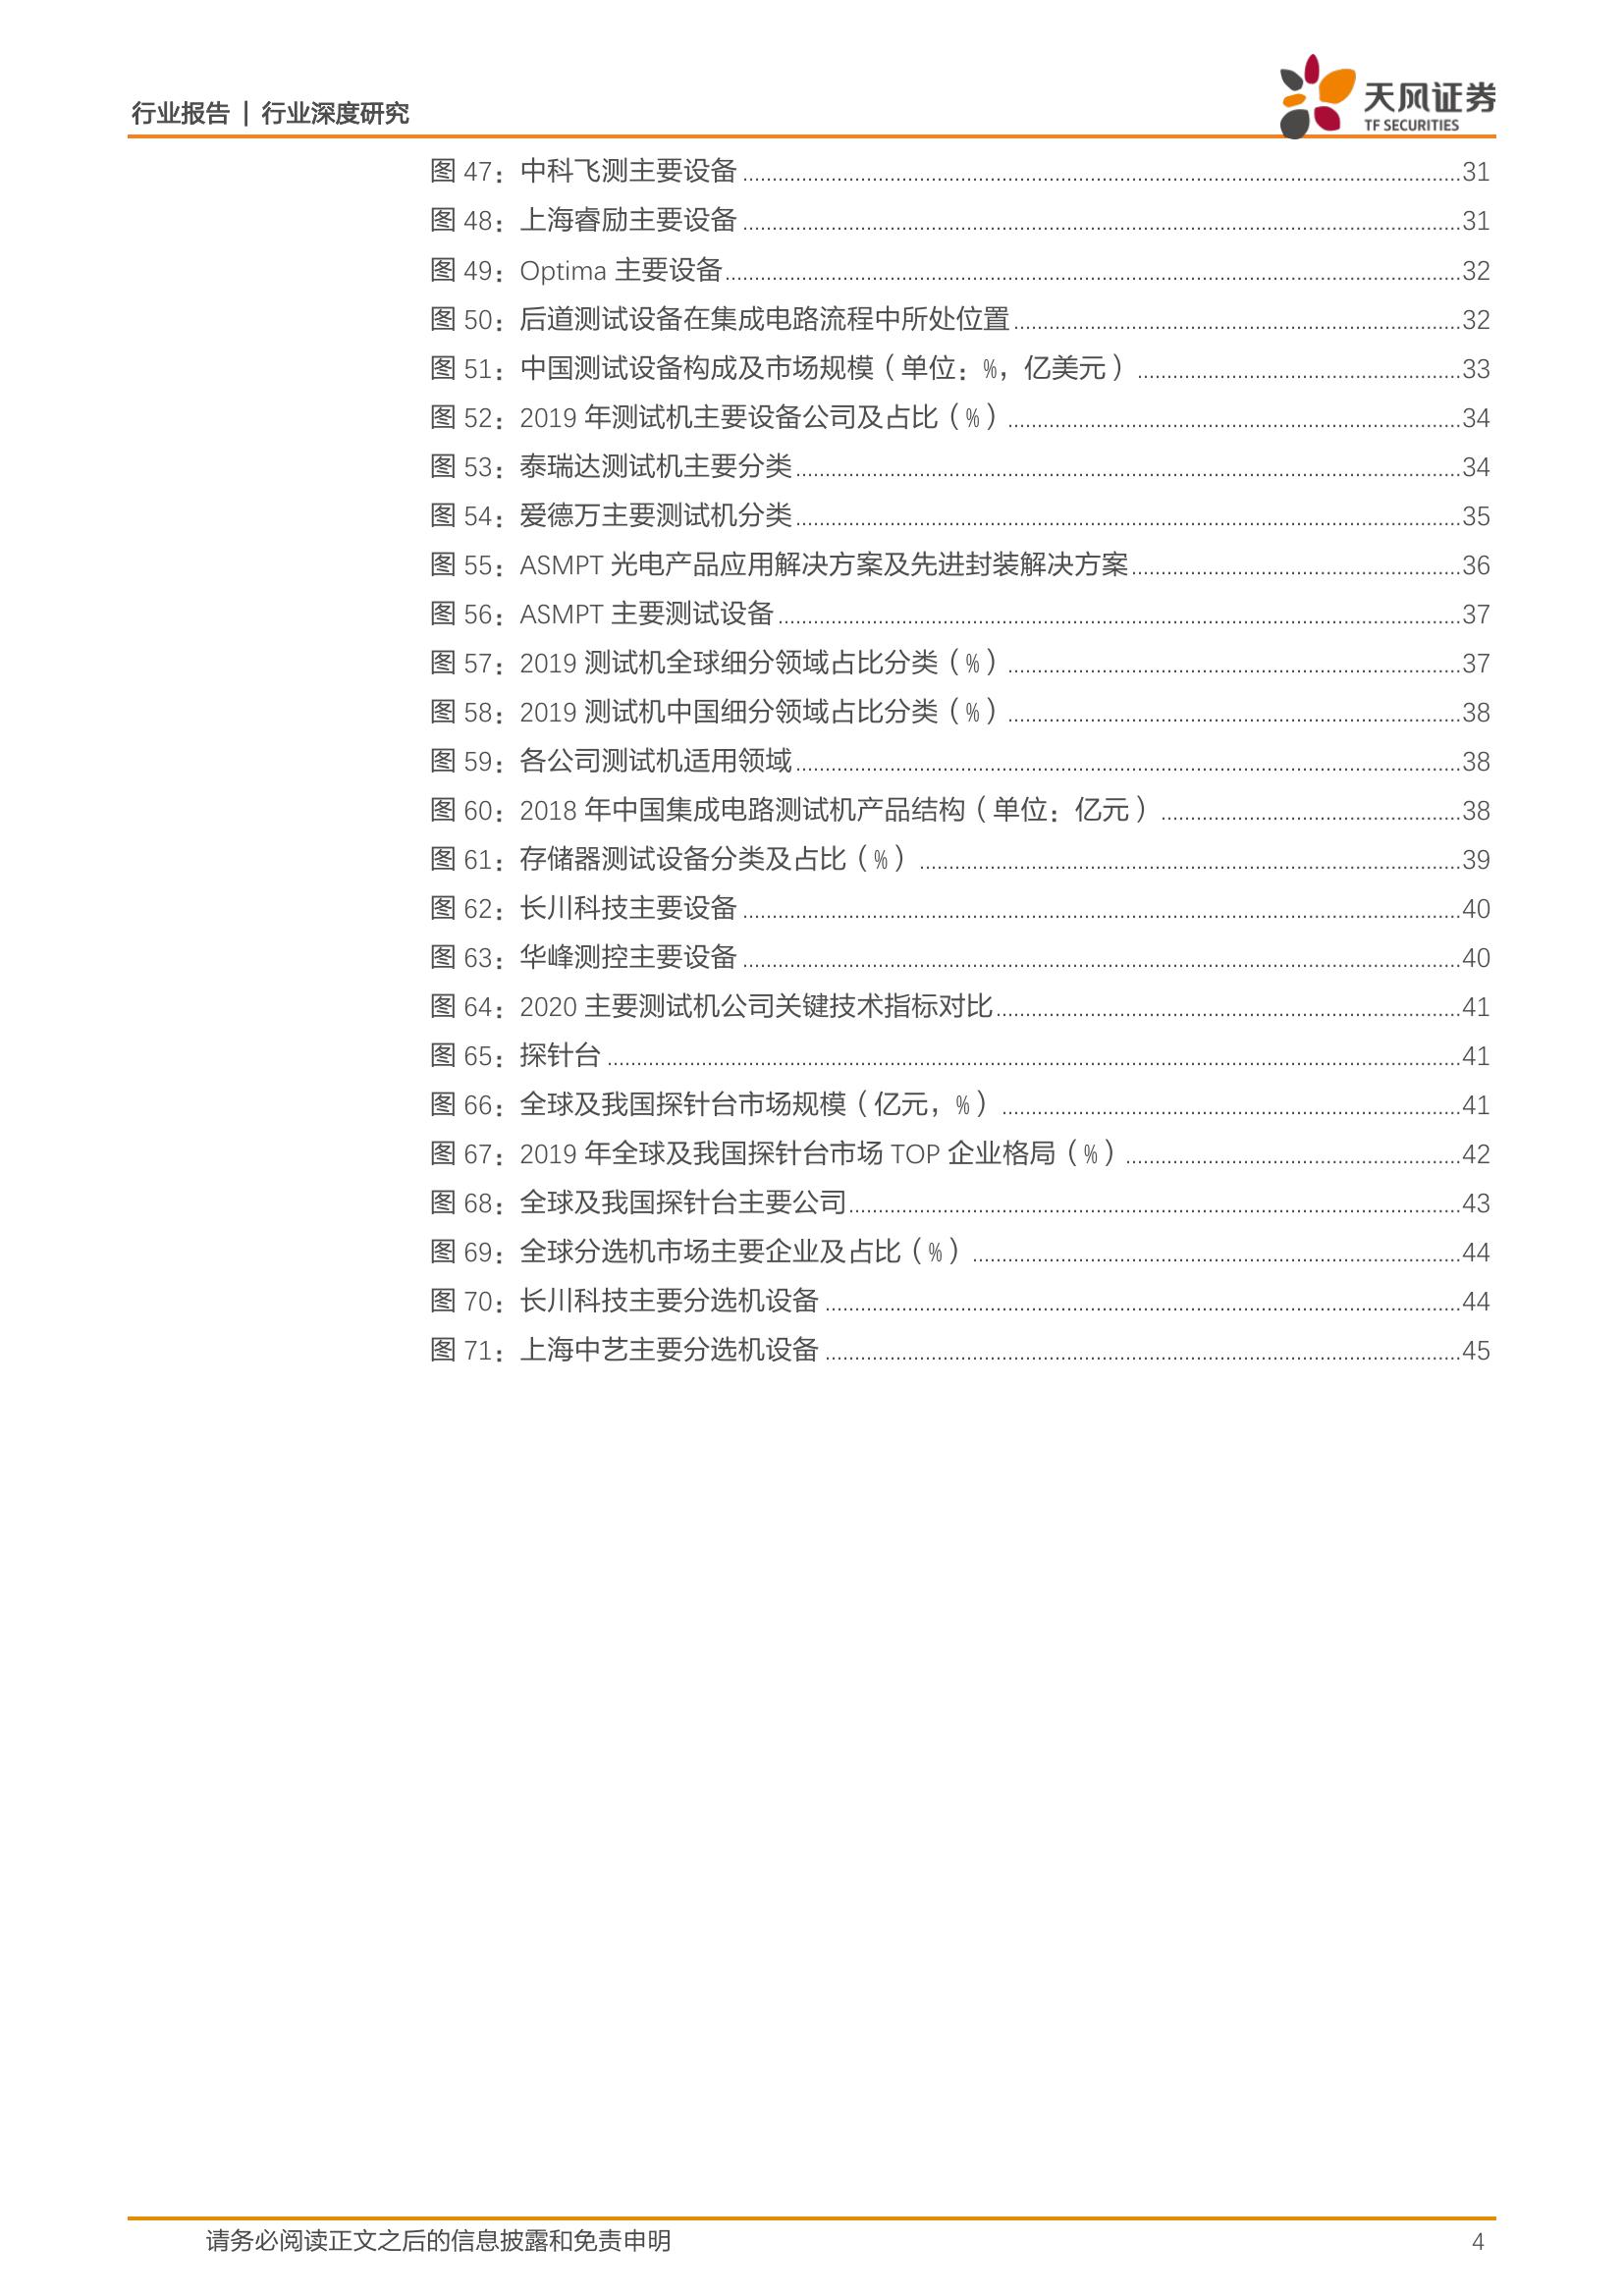 行业报告 | 行业深度研究
天风证券
TF SECURITIES
图 47：中科飞测主要设备 31
图 48：上海睿励主要设备 31
图 49：Optima 主要设备 32
图 50：后道测试设备在集成电路流程中所处位置 32
图 51：中国测试设备构成及市场规模（单位：%，亿美元） 33
图 52：2019 年测试机主要设备公司及占比（%） 34
图 53：泰瑞达测试机主要分类 34
图 54：爱德万主要测试机分类 35
图 55：ASMPT 光电产品应用解决方案及先进封装解决方案 36
图 56：ASMPT 主要测试设备 37
图 57：2019 测试机全球细分领域占比分类（%） 37
图 58：2019 测试机中国细分领域占比分类（%） 38
图 59：各公司测试机适用领域 38
图 60：2018 年中国集成电路测试机产品结构（单位：亿元） 38
图 61：存储器测试设备分类及占比（%） 39
图 62：长川科技主要设备 40
图 63：华峰测控主要设备 40
图 64：2020 主要测试机公司关键技术指标对比 41
图 65：探针台 41
图 66：全球及我国探针台市场规模（亿元，%） 41
图 67：2019 年全球及我国探针台市场 TOP 企业格局（%） 42
图 68：全球及我国探针台主要公司 43
图 69：全球分选机市场主要企业及占比（%） 44
图 70：长川科技主要分选机设备 44
图 71：上海中艺主要分选机设备 45
请务必阅读正文之后的信息披露和免责申明 4